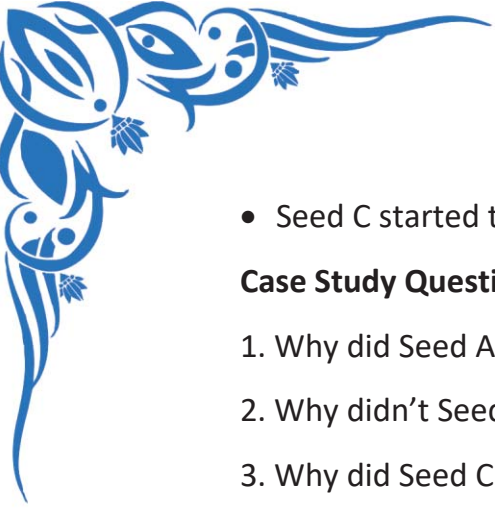 • Seed C started t
Case Study Questi
1. Why did Seed A
2. Why didn’t Seed
3. Why did Seed C